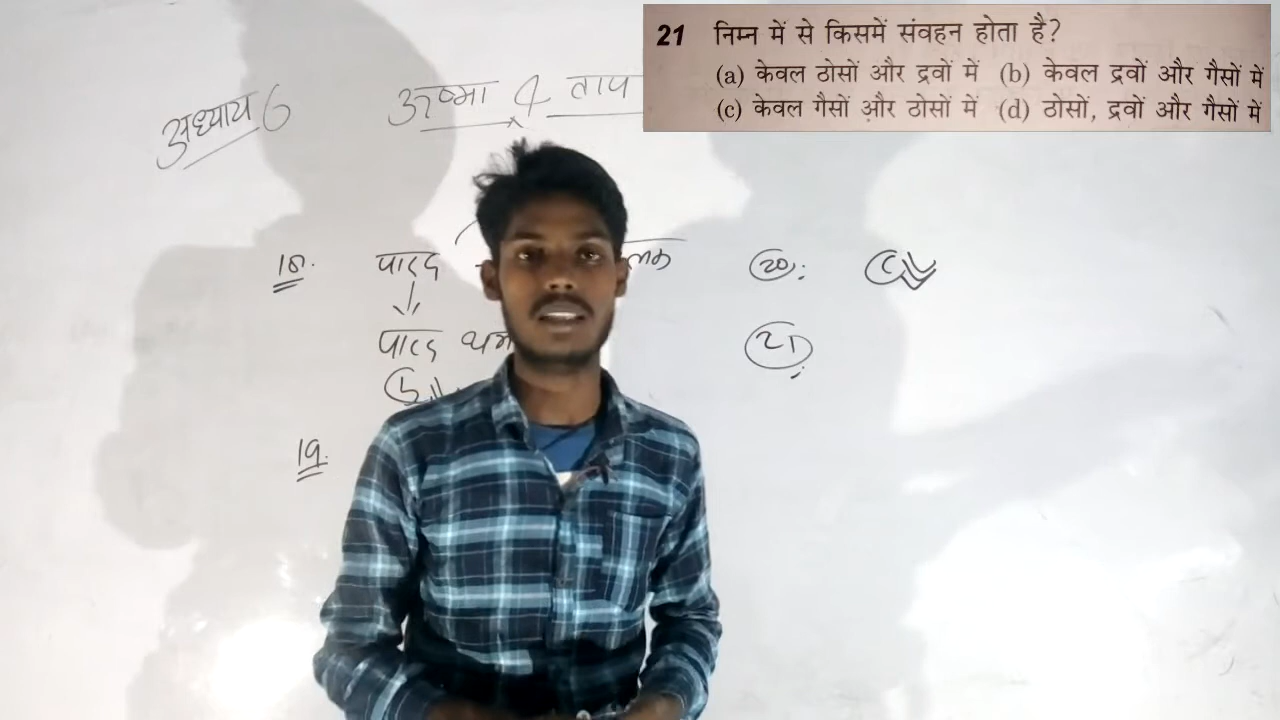 21 निम्न में से किसमें संवहन होता है?
(a) केवल ठोसों और द्रवों में (b) केवल द्रवों और गैसों में
(c) केवल गैसों और ठोसों में (d) ठोसों, द्रवों और गैसों में
अध्याय 6
ऊष्मा ताप
18.
पारद
20.
(c)
पारद
21
19.